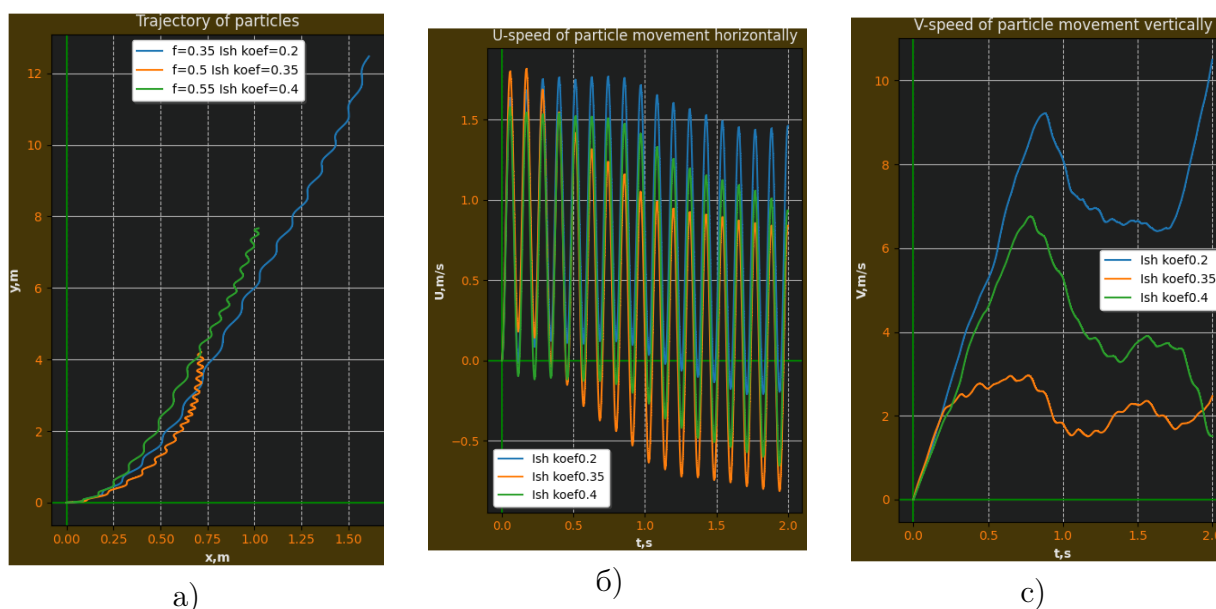 Trajectory of particles
f=0.35 Ish koef=0.2
f=0.5 Ish koef=0.35
f=0.55 Ish koef=0.4
12
10
8
6
4
2
0
y,m
0.00 0.25 0.50 0.75 1.00 1.25 1.50
x,m
а)
U-speed of particle movement horizontally
1.5
1.0
0.5
0.0
−0.5
U,m/s
Ish koef0.2
Ish koef0.35
Ish koef0.4
0.0 0.5 1.0 1.5 2.0
t,s
б)
V-speed of particle movement vertically
10
8
6
4
2
0
V,m/s
Ish koef0.2
Ish koef0.35
Ish koef0.4
0.0 0.5 1.0 1.5 2.0
t,s
с)